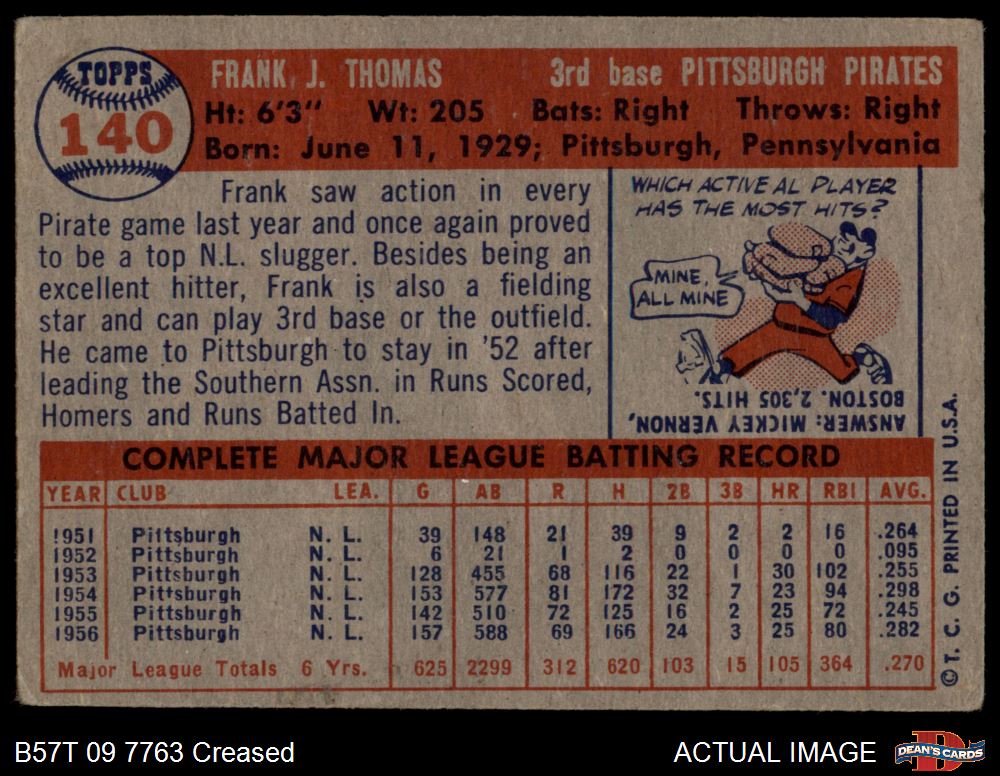 TOPPS
140
FRANK J. THOMAS 3rd base PITTSBURGH PIRATES
Ht: 6'3" Wt: 205 Bats: Right Throws: Right
Born: June 11, 1929; Pittsburgh, Pennsylvania
Frank saw action in every
Pirate game last year and once again proved
to be a top N.L. slugger. Besides being an
excellent hitter, Frank is also a fielding
star and can play 3rd base or the outfield.
He came to Pittsburgh to stay in '52 after
leading the Southern Assn. in Runs Scored,
Homers and Runs Batted In.
WHICH ACTIVE AL PLAYER
HAS THE MOST HITS?
MINE,
ALL MINE
ANSWER: MICKEY VERNON,
BOSTON. 2,305 HITS.
COMPLETE MAJOR LEAGUE BATTING RECORD
YEAR CLUB LEA. G AB R H 2B 3B HR RBI AVG.
1951 Pittsburgh N. L. 39 148 21 39 9 2 2 16 .264
1952 Pittsburgh N. L. 6 21 1 2 0 0 0 0 .095
1953 Pittsburgh N. L. 128 455 68 116 22 1 30 102 .255
1954 Pittsburgh N. L. 153 577 81 172 32 7 23 94 .298
1955 Pittsburgh N. L. 142 510 72 125 16 2 25 72 .245
1956 Pittsburgh N. L. 157 588 69 166 24 3 25 80 .282
Major League Totals 6 Yrs. 625 2299 312 620 103 15 105 364 .270
© T. C. G. PRINTED IN U.S.A.
B57T 09 7763 Creased
ACTUAL IMAGE
DEAN'S CARDS